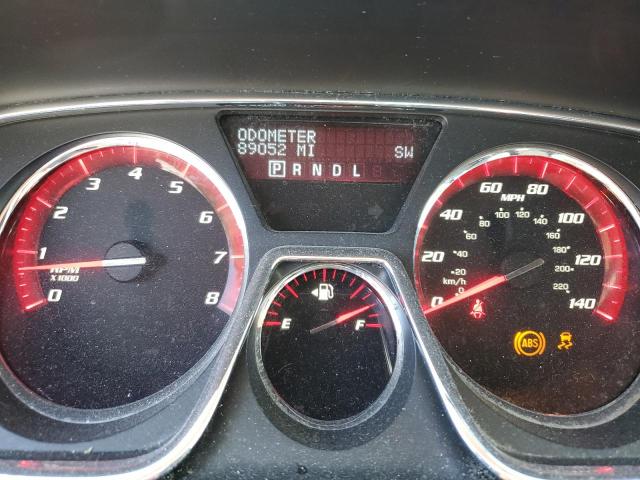 ODOMETER
89052 MI SW
P R N D L
0 1 2 3 4 5 6 7 8
RPM
X 1000
E F
0 20 40 60 80 100 120 140
MPH
0 20 40 60 80 100 120 140 160 180 200 220
km/h
ABS